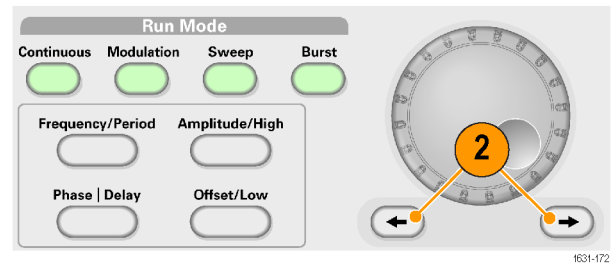 Run Mode
Continuous Modulation Sweep Burst
Frequency/Period Amplitude/High
Phase | Delay Offset/Low
2
1631-172